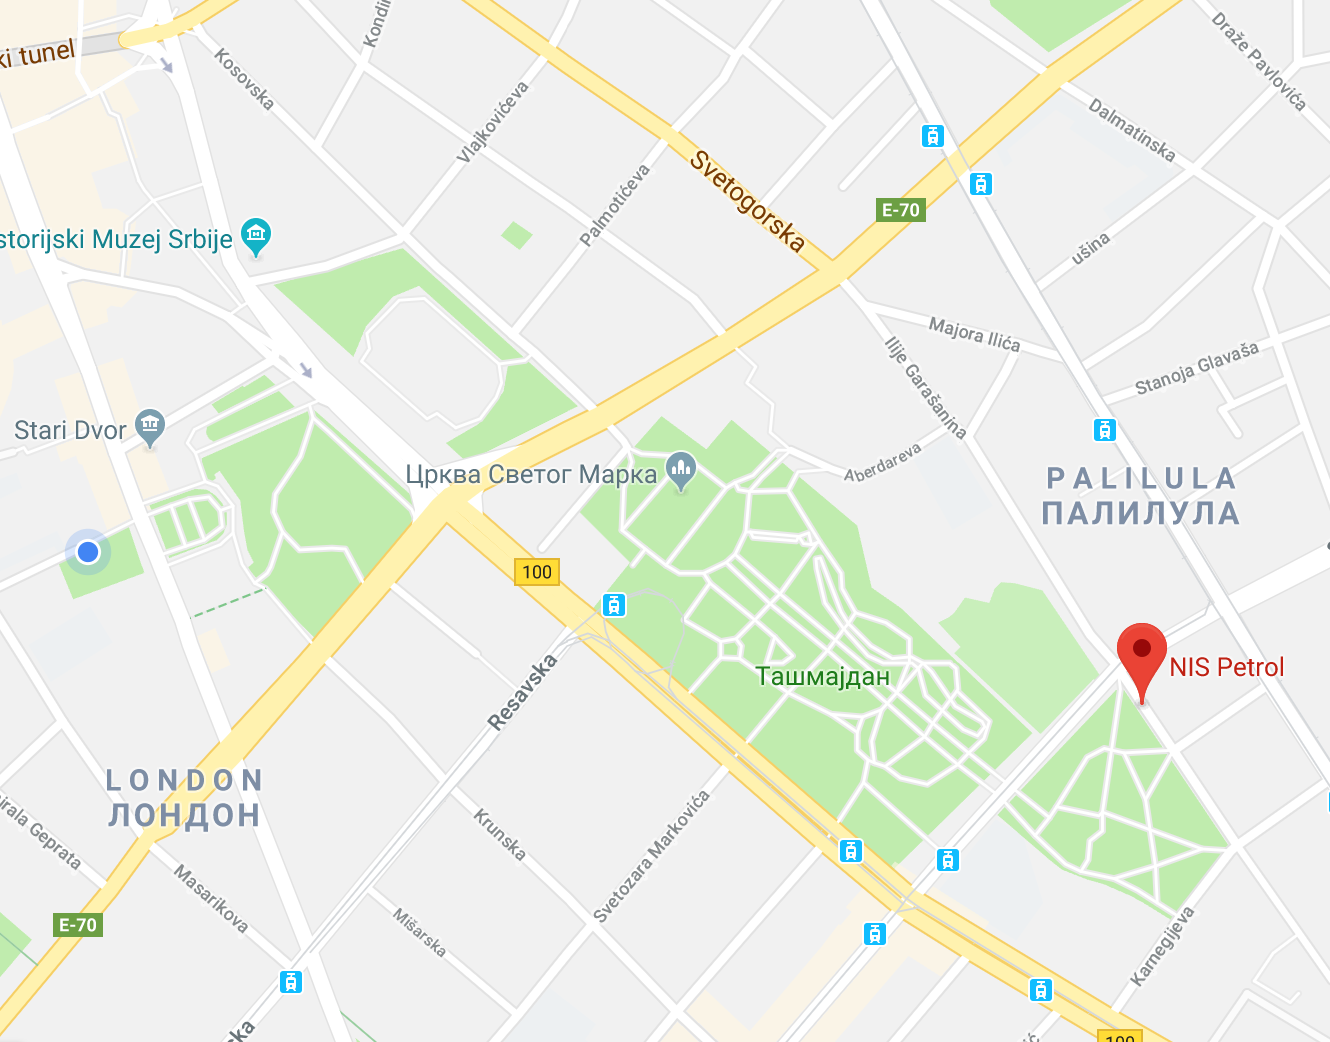 ki tunel
Kosovska
Kondi
Vlajkovićeva
Palmotićeva
Svetogorska
E-70
Draže Pavlovića
Dalmatinska
ušina
storijski Muzej Srbije
Majora Ilića
Ilije Garašanina
Stanoja Glavaša
Stari Dvor
Црква Светог Марка
Aberdareva
PALILULA
ПАЛИЛУЛА
100
Resavska
Ташмајдан
NIS Petrol
LONDON
ЛОНДОН
irala Geprata
Masarikova
Krunska
Svetozara Markovića
Mišarska
E-70
Karnegijeva
ska
100